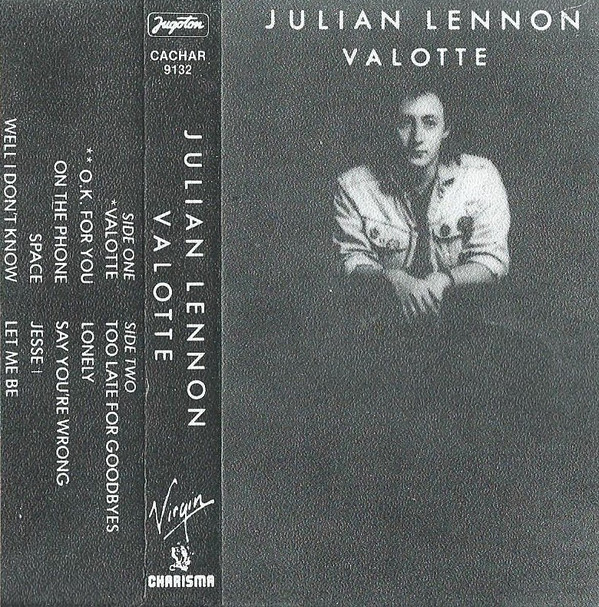 JULIAN LENNON
VALOTTE
Jugoton
CACHAR
9132
JULIAN LENNON
VALOTTE
Virgin
CHARISMA
SIDE ONE
*VALOTTE
** O.K. FOR YOU
ON THE PHONE
SPACE
WELL I DON'T KNOW
SIDE TWO
TOO LATE FOR GOODBYES
LONELY
SAY YOU'RE WRONG
JESSE !
LET ME BE